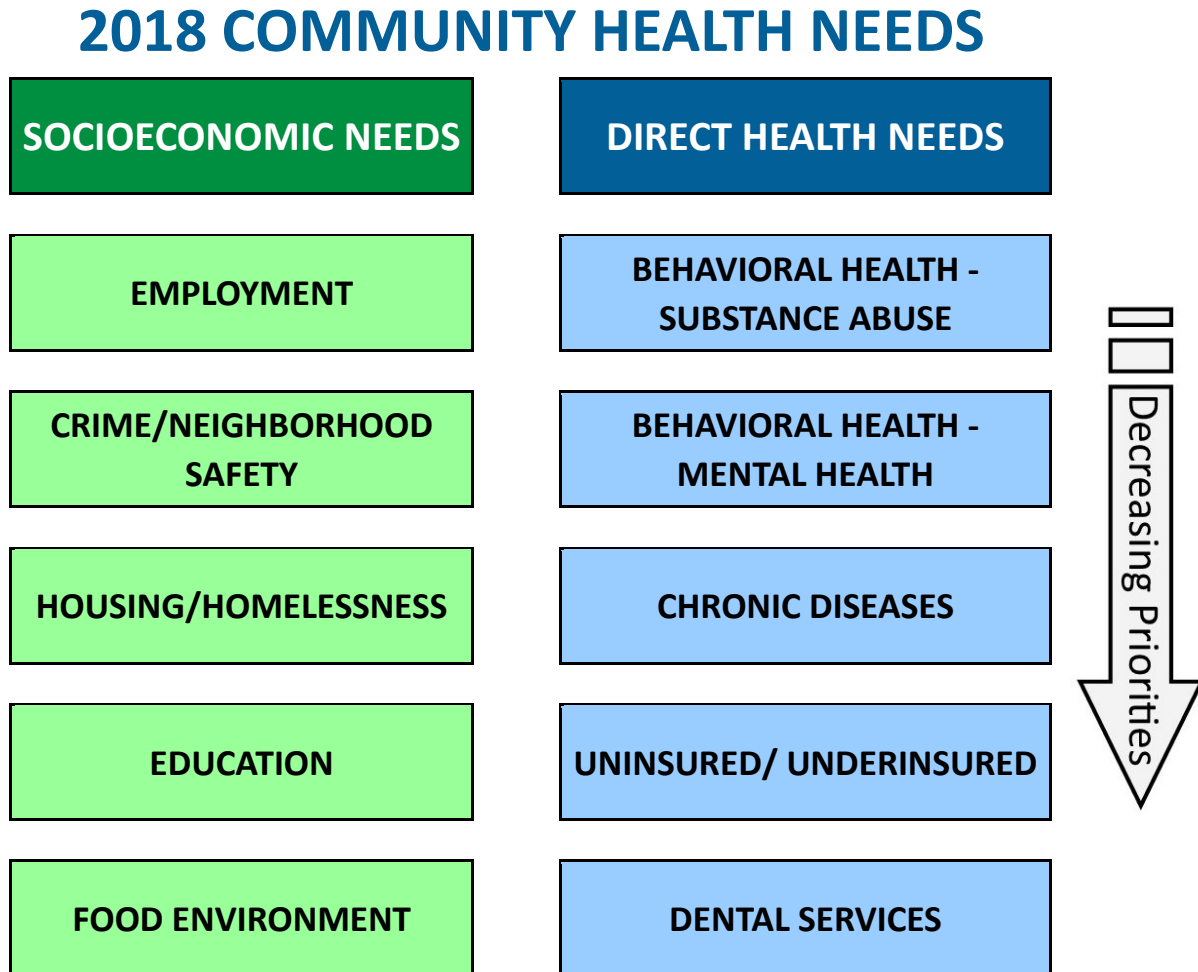 2018 COMMUNITY HEALTH NEEDS
SOCIOECONOMIC NEEDS
DIRECT HEALTH NEEDS
EMPLOYMENT
BEHAVIORAL HEALTH -
SUBSTANCE ABUSE
CRIME/NEIGHBORHOOD
SAFETY
BEHAVIORAL HEALTH -
MENTAL HEALTH
HOUSING/HOMELESSNESS
CHRONIC DISEASES
EDUCATION
UNINSURED/ UNDERINSURED
FOOD ENVIRONMENT
DENTAL SERVICES
Decreasing Priorities